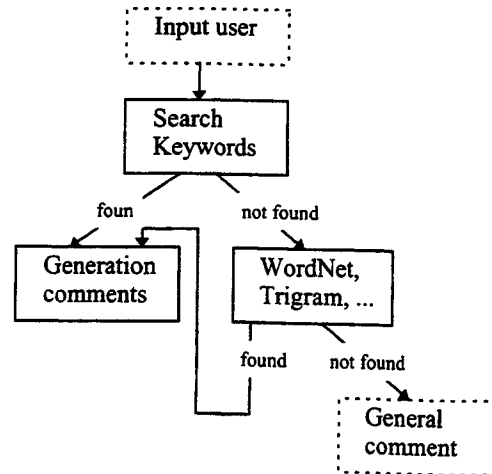 Input user
Search
Keywords
foun
not found
Generation
comments
WordNet,
Trigram, ...
found
not found
General
comment